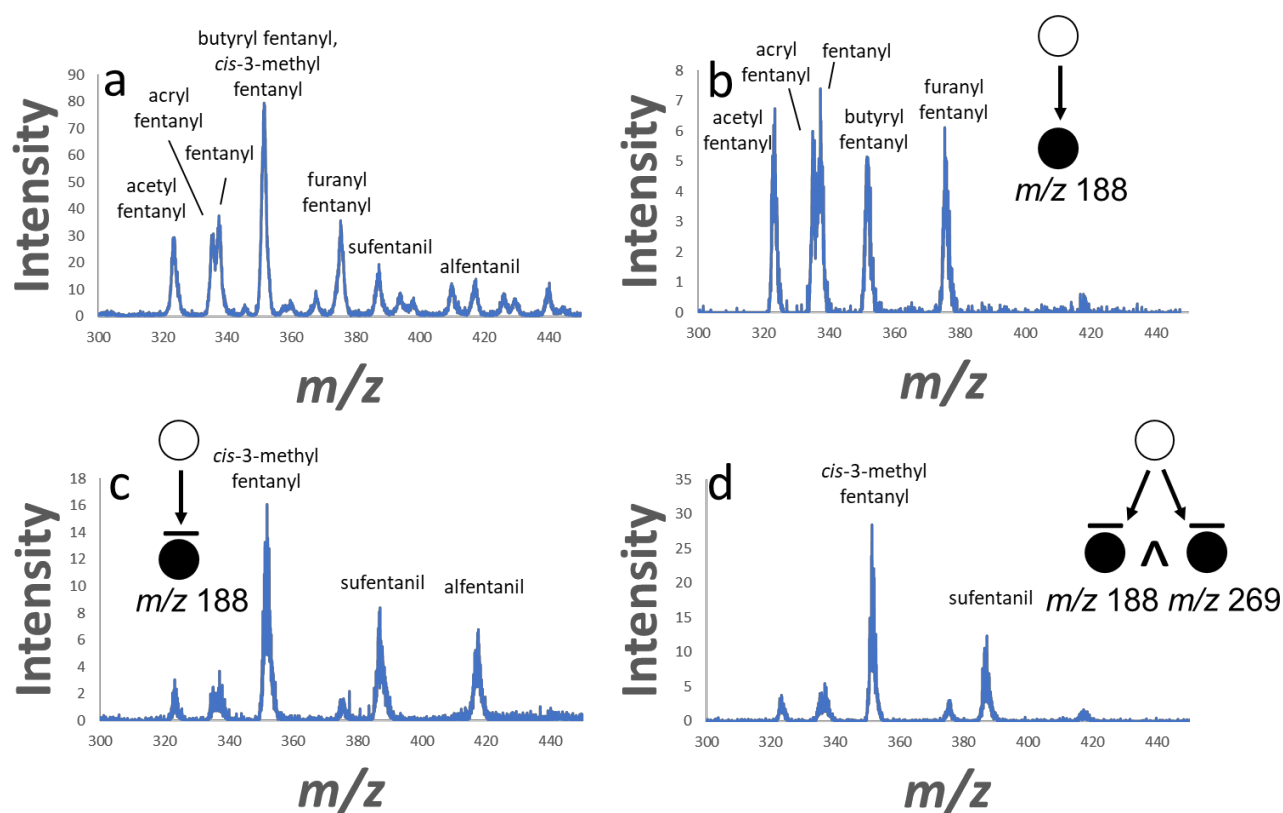 a
butyryl fentanyl,
cis-3-methyl
fentanyl
acryl
fentanyl
fentanyl
acetyl
fentanyl
furanyl
fentanyl
sufentanil
alfentanil
Intensity
90
80
70
60
50
40
30
20
10
0
300 320 340 360 380 400 420 440
m/z
b
acryl
fentanyl
fentanyl
acetyl
fentanyl
butyryl
fentanyl
furanyl
fentanyl
m/z 188
Intensity
8
7
6
5
4
3
2
1
0
300 320 340 360 380 400 420 440
m/z
c
cis-3-methyl
fentanyl
m/z 188
sufentanil
alfentanil
Intensity
18
16
14
12
10
8
6
4
2
0
300 320 340 360 380 400 420 440
m/z
d
cis-3-methyl
fentanyl
sufentanil
∧
m/z 188 m/z 269
Intensity
35
30
25
20
15
10
5
0
300 320 340 360 380 400 420 440
m/z